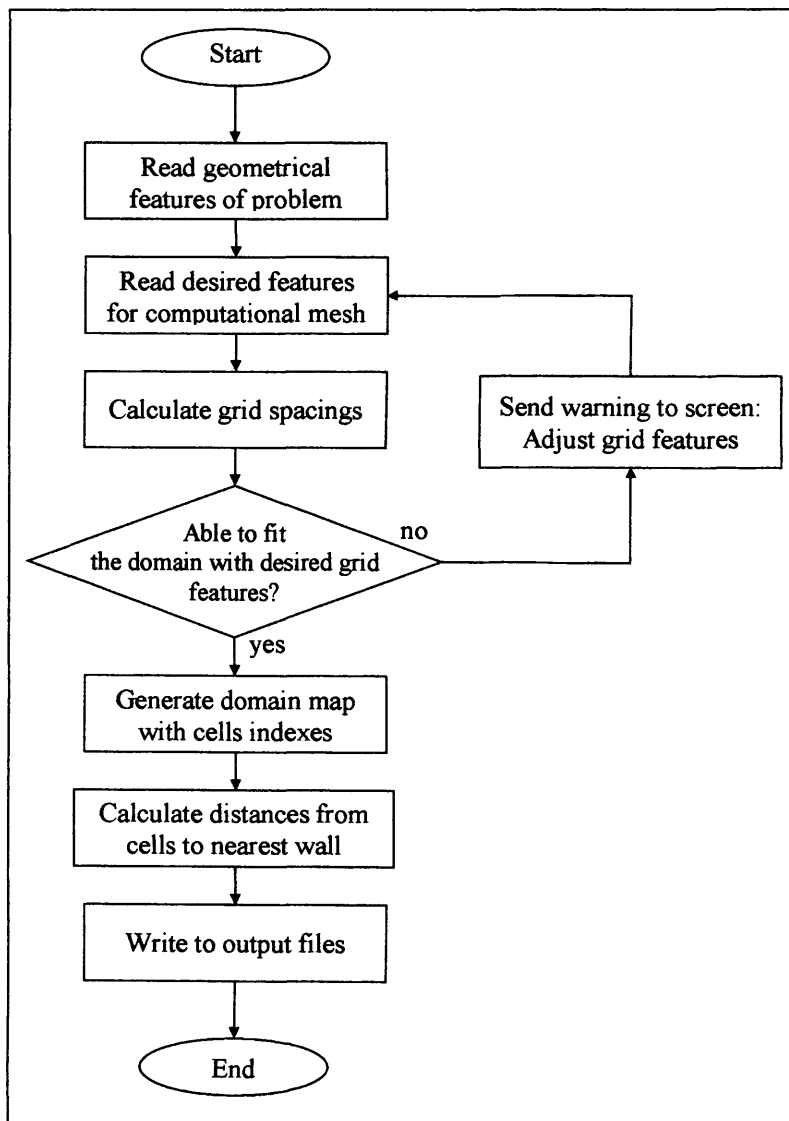 Start
Read geometrical
features of problem
Read desired features
for computational mesh
Calculate grid spacings
Send warning to screen:
Adjust grid features
Able to fit
the domain with desired grid
features?
no
yes
Generate domain map
with cells indexes
Calculate distances from
cells to nearest wall
Write to output files
End